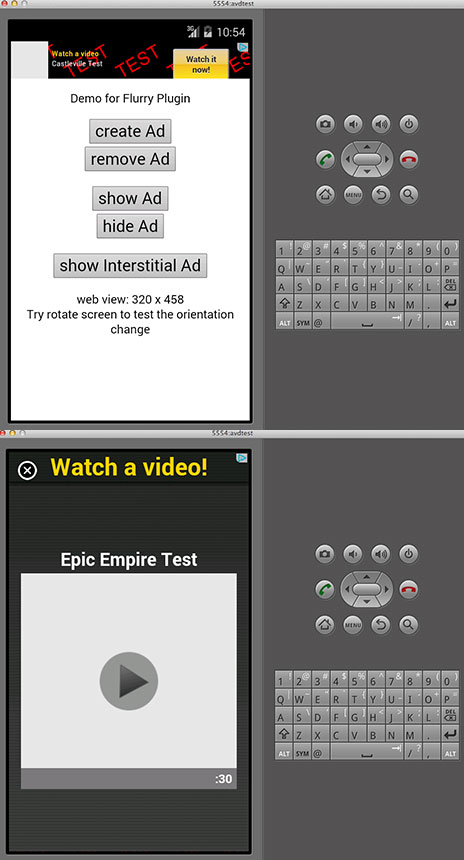 5554:avdtest
3G 10:54
Watch a video
Castleville Test
TEST TEST TEST
Watch it
now!
Demo for Flurry Plugin
create Ad
remove Ad
show Ad
hide Ad
show Interstitial Ad
web view: 320 x 458
Try rotate screen to test the orientation
change
MENU
1 ! 2 @ 3 # 4 $ 5 % 6 ^ 7 & 8 * 9 ( 0 )
Q W E R T Y U I O P
A S D F G H J K L DEL
Z X C V B N M .
ALT SYM @ / ? , ALT
5554:avdtest
Watch a video!
Epic Empire Test
:30
MENU
1 ! 2 @ 3 # 4 $ 5 % 6 ^ 7 & 8 * 9 ( 0 )
Q W E R T Y U I O P
A S D F G H J K L DEL
Z X C V B N M .
ALT SYM @ / ? , ALT